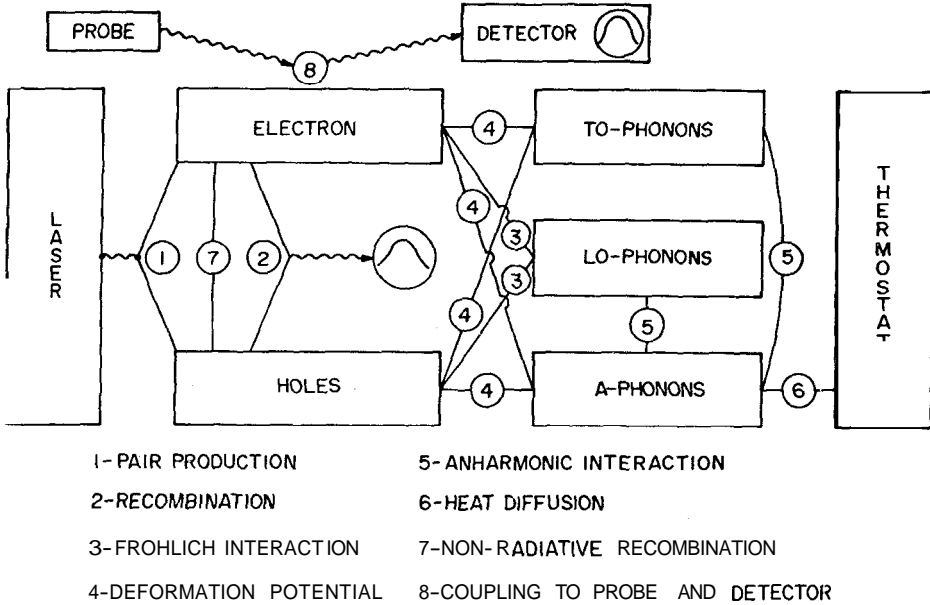 PROBE
DETECTOR
8
ELECTRON
4
TO-PHONONS
LASER
1
7
2
4
3
3
4
LO-PHONONS
5
5
THERMOSTAT
HOLES
4
A-PHONONS
6
1-PAIR PRODUCTION
5-ANHARMONIC INTERACTION
2-RECOMBINATION
6-HEAT DIFFUSION
3-FROHLICH INTERACTION
7-NON-RADIATIVE RECOMBINATION
4-DEFORMATION POTENTIAL
8-COUPLING TO PROBE AND DETECTOR